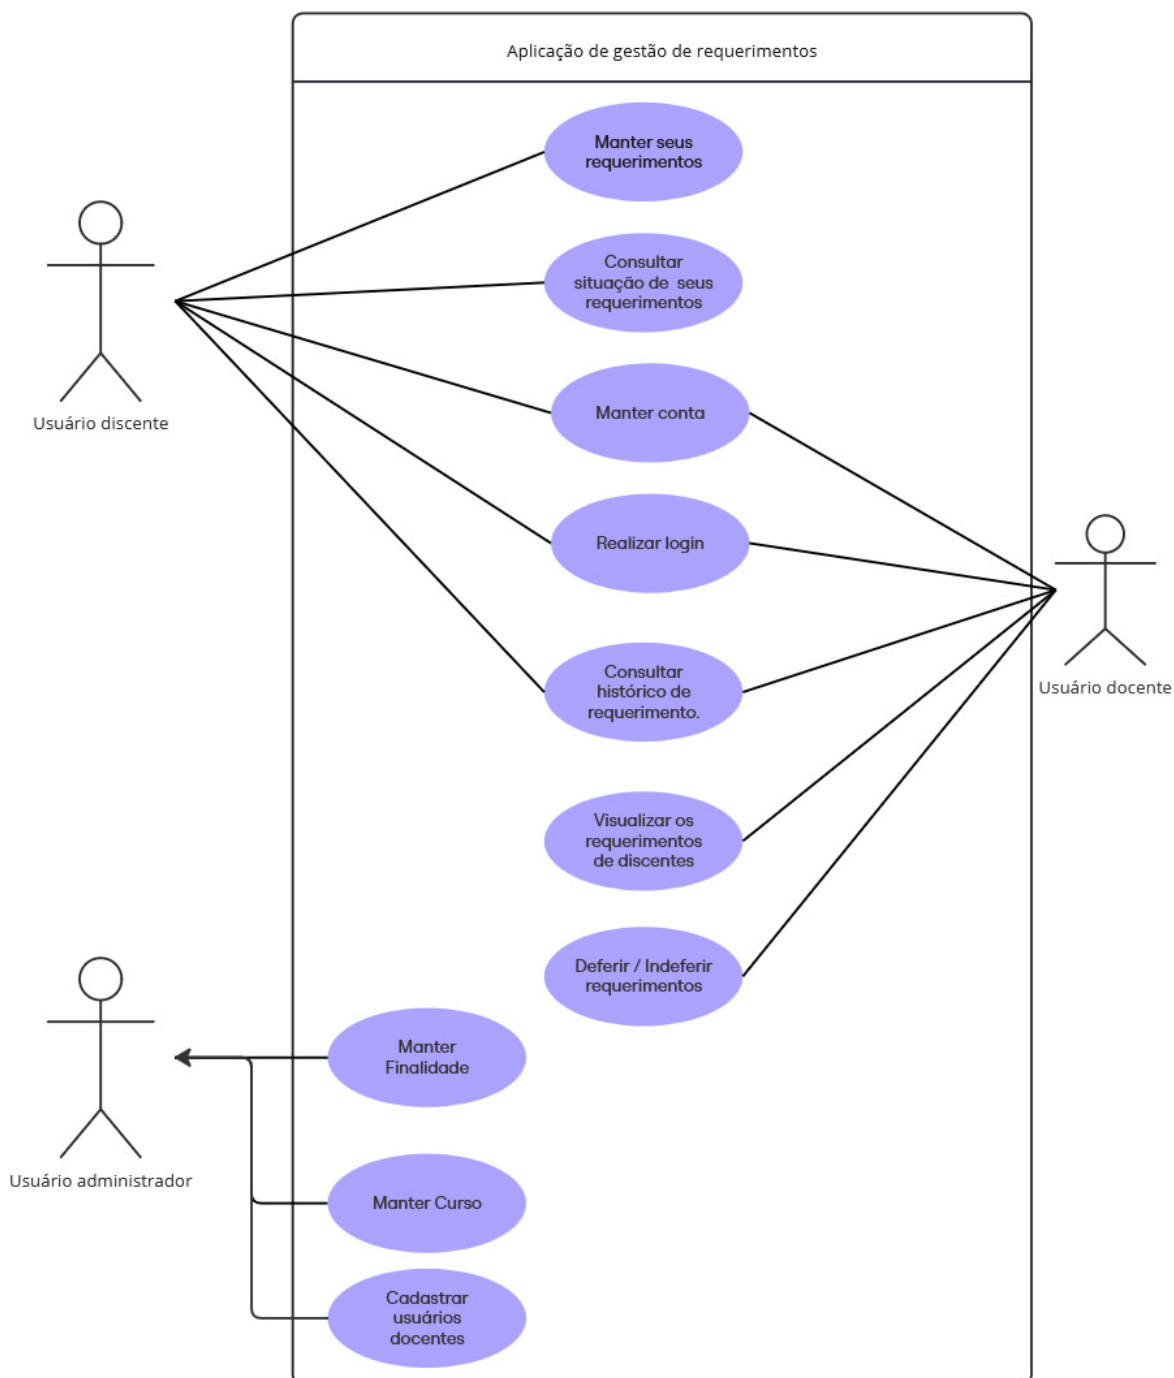 Aplicação de gestão de requerimentos
Manter seus
requerimentos
Consultar
situação de seus
requerimentos
Usuário discente
Manter conta
Realizar login
Consultar
histórico de
requerimento.
Usuário docente
Visualizar os
requerimentos
de discentes
Deferir / Indeferir
requerimentos
Manter
Finalidade
Usuário administrador
Manter Curso
Cadastrar
usuários
docentes